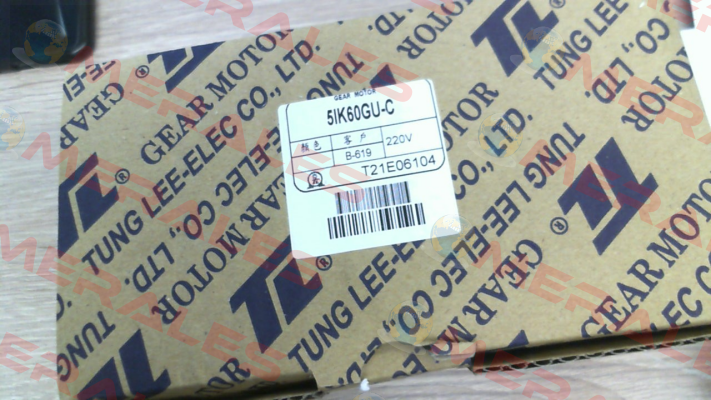 GEAR MOTOR
5IK60GU-C
顏色 客戶 220V
B-619
T21E06104
TL®
GEAR MOTOR
TUNG LEE-ELEC CO., LTD.
TL®
GEAR MOTOR
TUNG LEE-ELEC CO., LTD.
TL®
GEAR MOTOR
TUNG LEE-ELEC CO., LTD.
TL®
GEAR MOTOR
TUNG LEE-ELEC CO., LTD.
MERALES